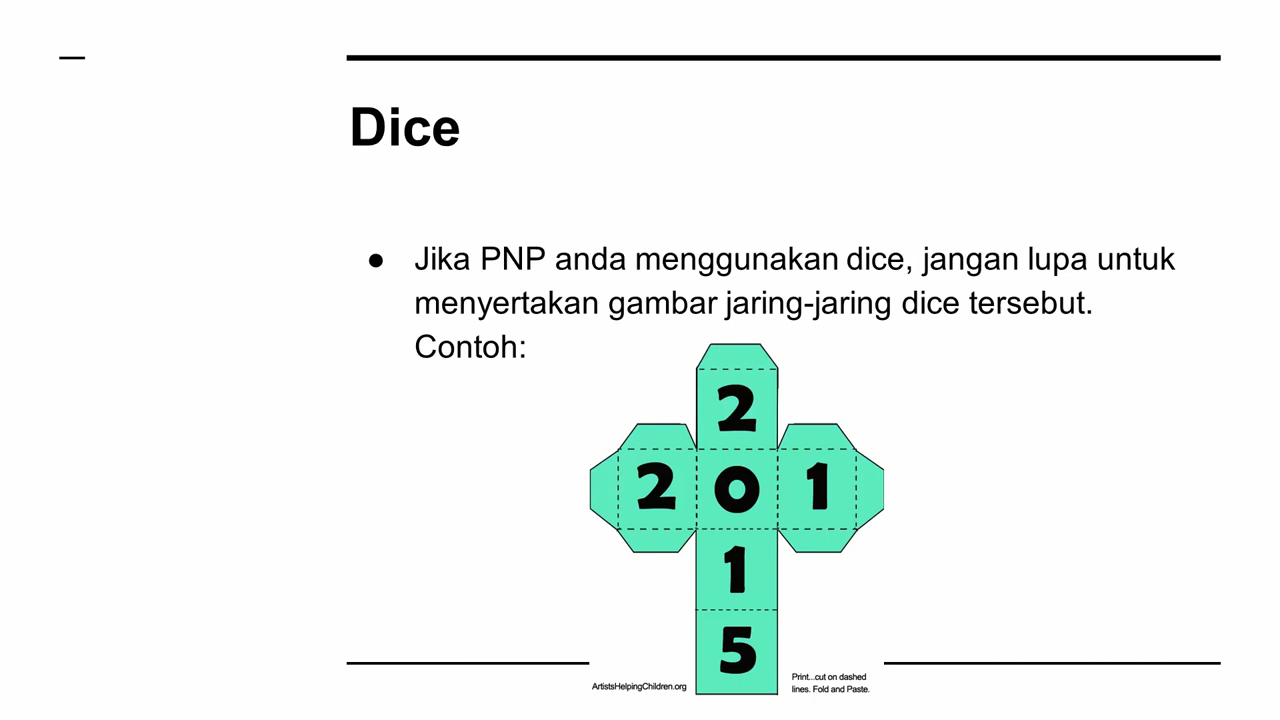 Dice
● Jika PNP anda menggunakan dice, jangan lupa untuk
menyertakan gambar jaring-jaring dice tersebut.
Contoh:
2
2 0 1
1
5
ArtistsHelpingChildren.org
Print...cut on dashed
lines. Fold and Paste.